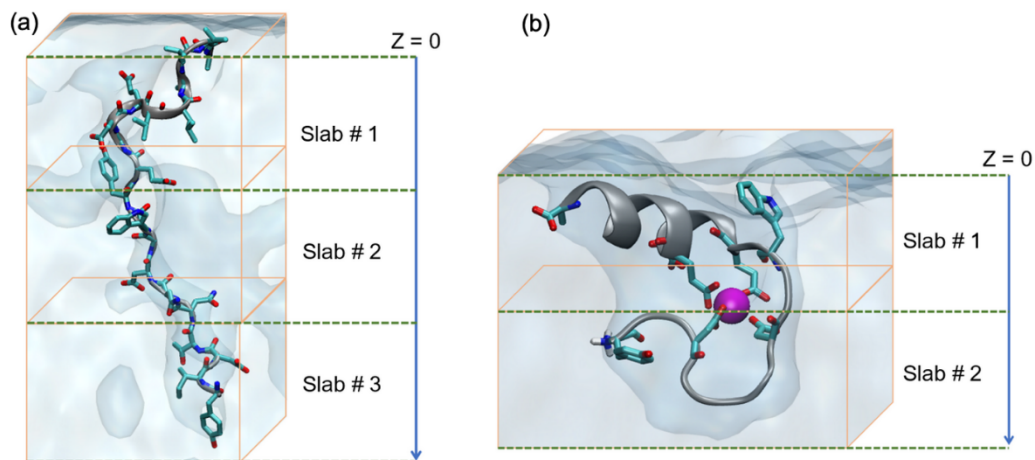 (a)
Z = 0
Slab # 1
Slab # 2
Slab # 3
(b)
Z = 0
Slab # 1
Slab # 2